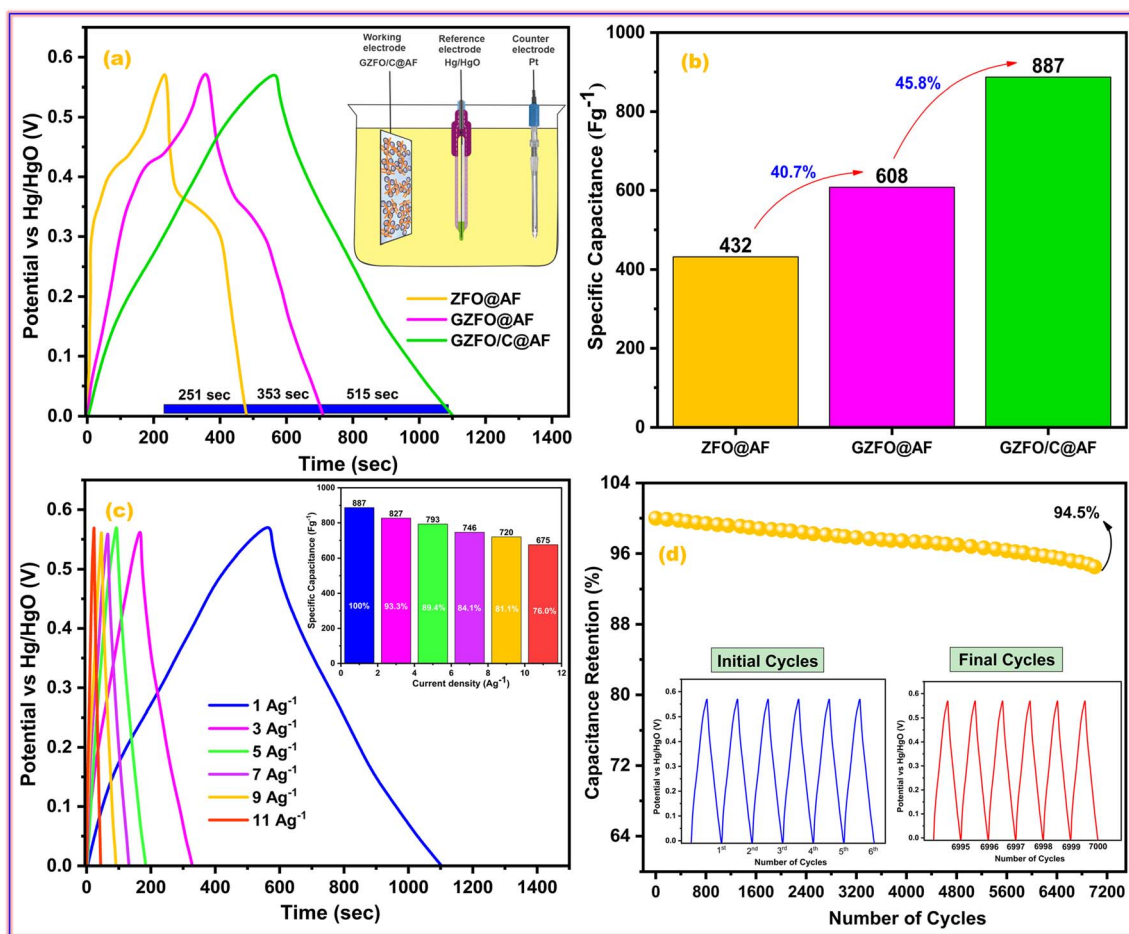 (a)
Working
electrode
GZFO/C@AF
Reference
electrode
Hg/HgO
Counter
electrode
Pt
Potential vs Hg/HgO (V)
0.6
0.5
0.4
0.3
0.2
0.1
0.0
ZFO@AF
GZFO@AF
GZFO/C@AF
251 sec 353 sec 515 sec
0 200 400 600 800 1000 1200 1400
Time (sec)
(b)
Specific Capacitance (Fg⁻¹)
1000
800
600
400
200
0
432
40.7%
608
45.8%
887
ZFO@AF GZFO@AF GZFO/C@AF
(c)
Potential vs Hg/HgO (V)
0.6
0.5
0.4
0.3
0.2
0.1
0.0
1 Ag⁻¹
3 Ag⁻¹
5 Ag⁻¹
7 Ag⁻¹
9 Ag⁻¹
11 Ag⁻¹
0 200 400 600 800 1000 1200 1400
Time (sec)
Specific Capacitance (Fg⁻¹)
1000
800
600
400
200
0
887 827 793 746 720 675
100% 93.3% 89.4% 84.1% 81.1% 76.0%
0 2 4 6 8 10 12
Current density (Ag⁻¹)
(d)
Capacitance Retention (%)
104
96
88
80
72
64
94.5%
Initial Cycles
Potential vs Hg/HgO (V)
0.6
0.5
0.4
0.3
0.2
0.1
0.0
1st 2nd 3rd 4th 5th 6th
Number of Cycles
Final Cycles
Potential vs Hg/HgO (V)
0.6
0.5
0.4
0.3
0.2
0.1
0.0
6995 6996 6997 6998 6999 7000
Number of Cycles
0 800 1600 2400 3200 4000 4800 5600 6400 7200
Number of Cycles